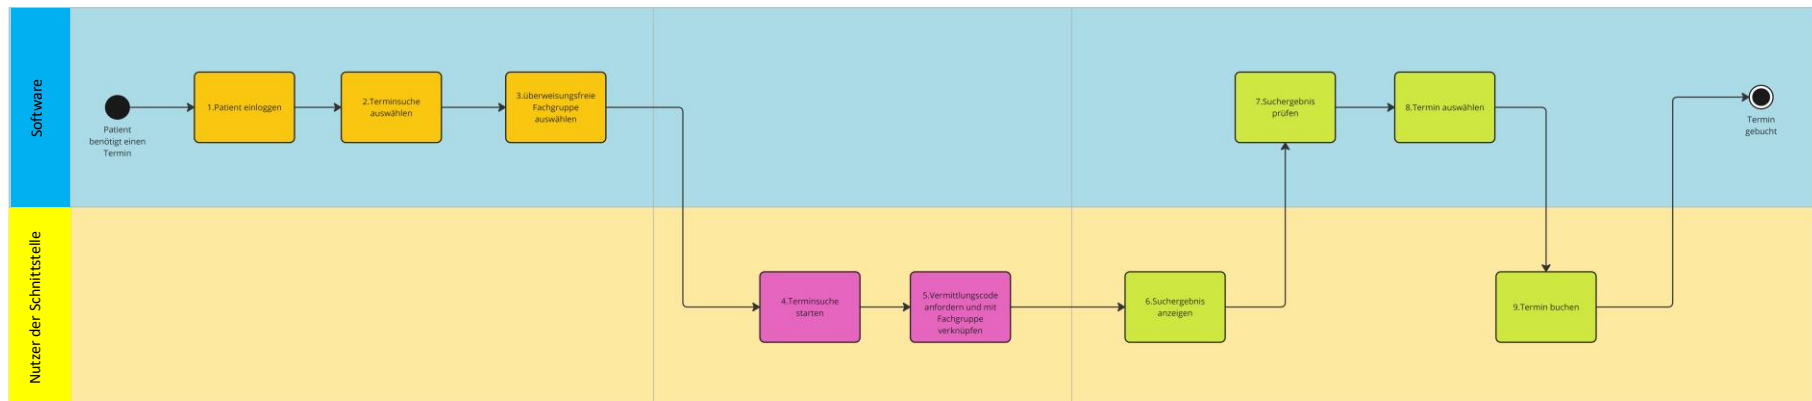 Software
Patient
benötigt einen
Termin
1.Patient einloggen
2.Terminsuche
auswählen
3.überweisungsfreie
Fachgruppe
auswählen
7.Suchergebnis
prüfen
8.Termin auswählen
Termin
gebucht
Nutzer der Schnittstelle
4.Terminsuche
starten
5.Vermittlungscode
anfordern und mit
Fachgruppe
verknüpfen
6.Suchergebnis
anzeigen
9.Termin buchen